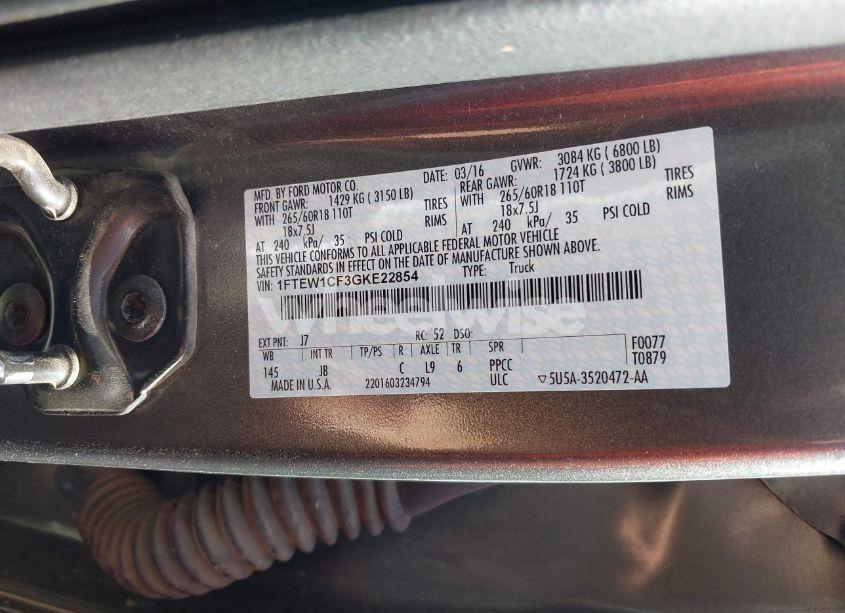 MFD. BY FORD MOTOR CO. DATE: 03/16 GVWR: 3084 KG ( 6800 LB)
FRONT GAWR: 1429 KG ( 3150 LB) REAR GAWR: 1724 KG ( 3800 LB)
WITH 265/60R18 110T TIRES WITH 265/60R18 110T TIRES
18x7.5J RIMS 18x7.5J RIMS
AT 240 kPa/ 35 PSI COLD AT 240 kPa/ 35 PSI COLD
THIS VEHICLE CONFORMS TO ALL APPLICABLE FEDERAL MOTOR VEHICLE
SAFETY STANDARDS IN EFFECT ON THE DATE OF MANUFACTURE SHOWN ABOVE.
VIN: 1FTEW1CF3GKE22854 TYPE: Truck
wheelwise
EXT PNT: J7 RC: 52 DSO: F0077
WB INT TR TP/PS R AXLE TR SPR T0879
145 JB C L9 6 PPCC
MADE IN U.S.A. 2201603234794 ULC ▽5U5A-3520472-AA